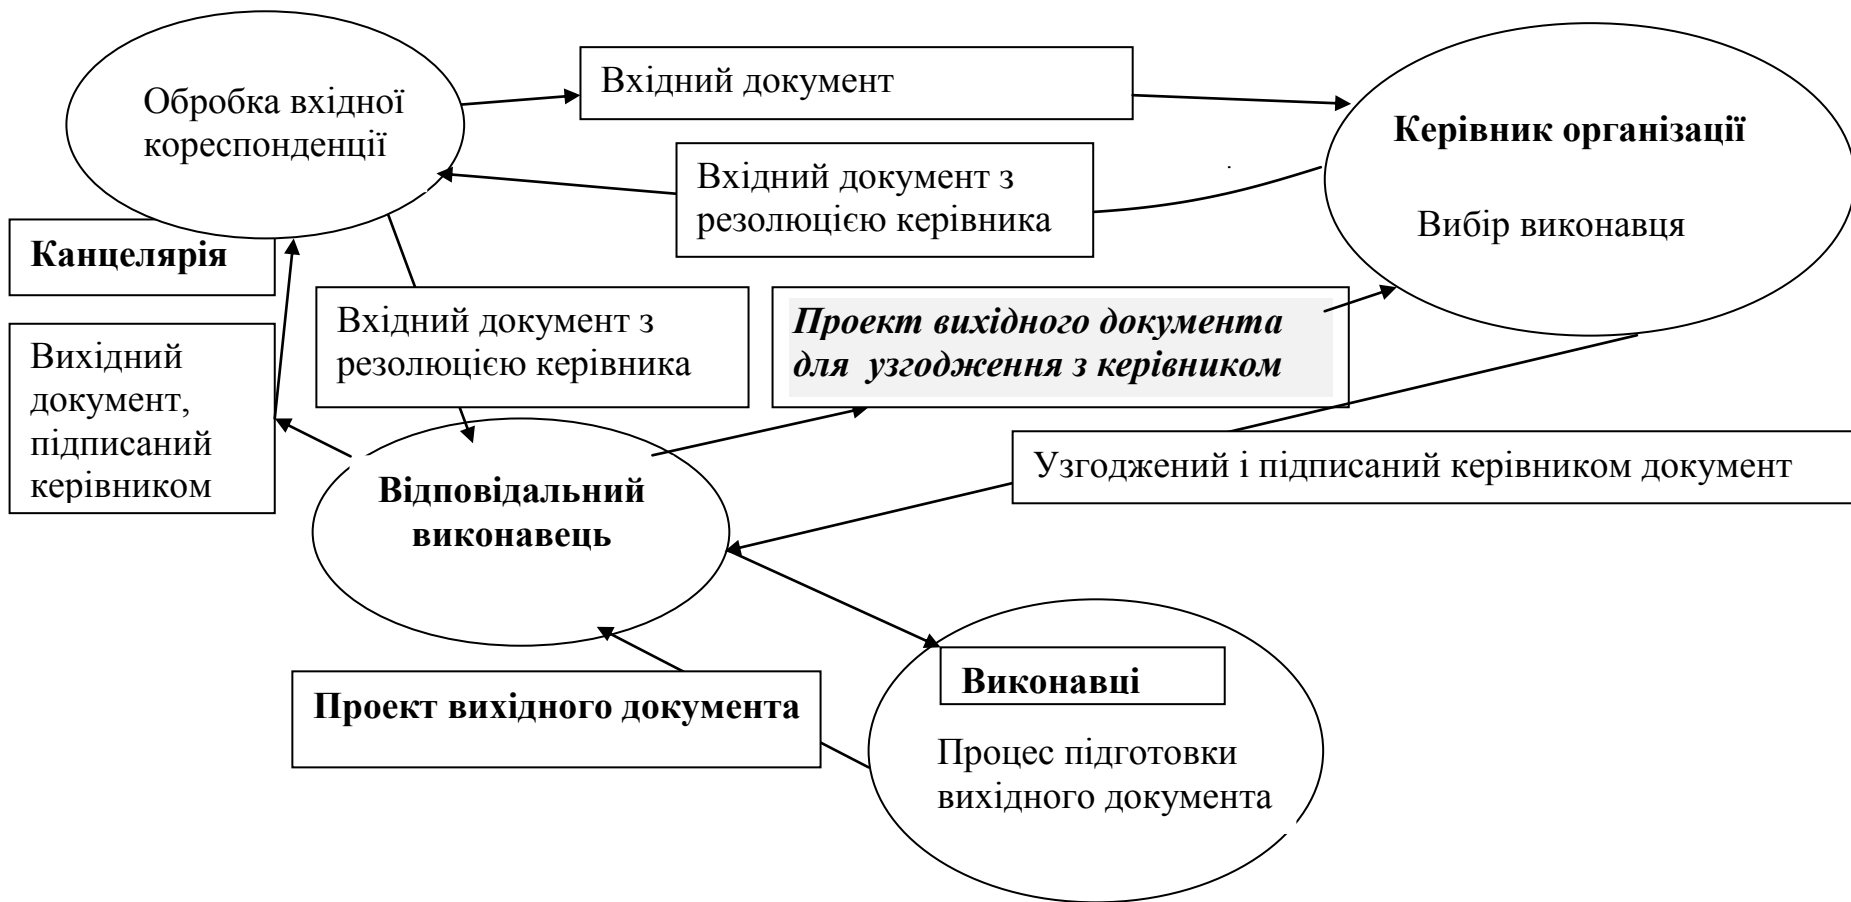 Обробка вхідної
кореспонденції
Вхідний документ
Керівник організації
Вибір виконавця
Вхідний документ з
резолюцією керівника
Канцелярія
Вихідний
документ,
підписаний
керівником
Вхідний документ з
резолюцією керівника
Проект вихідного документа
для узгодження з керівником
Узгоджений і підписаний керівником документ
Відповідальний
виконавець
Виконавці
Проект вихідного документа
Процес підготовки
вихідного документа